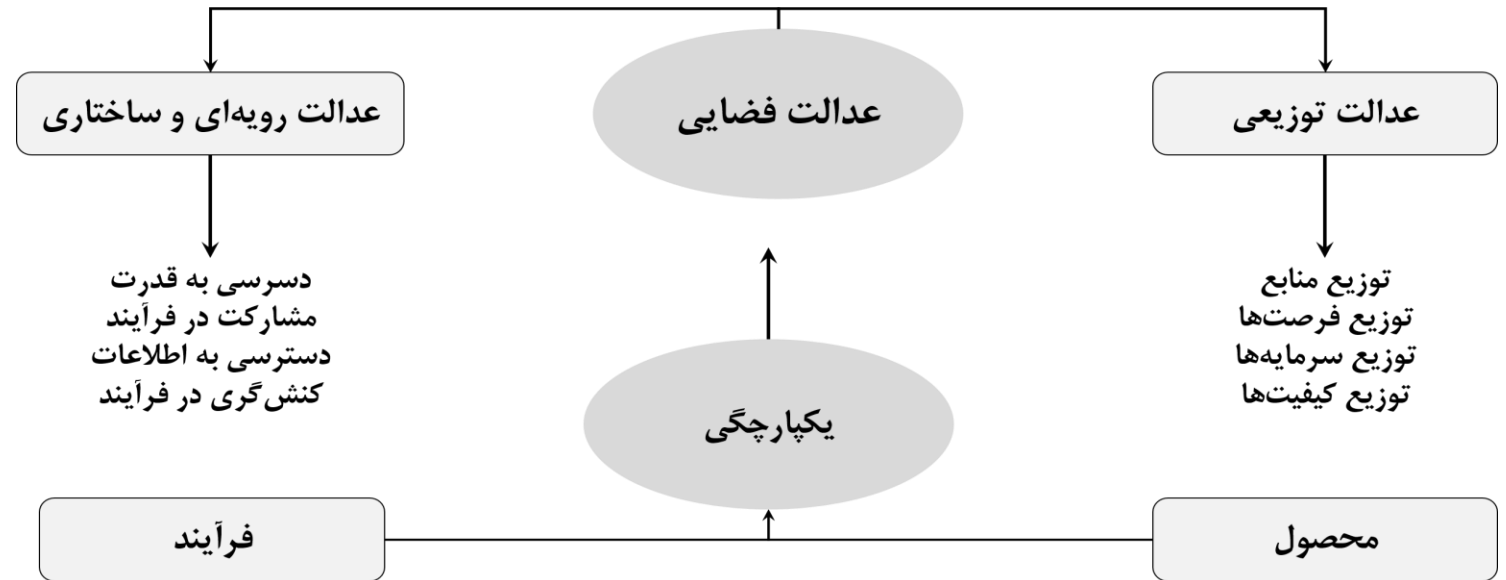 عدالت توزیعی
عدالت فضایی
عدالت رویه‌ای و ساختاری
توزیع منابع
توزیع فرصت‌ها
توزیع سرمایه‌ها
توزیع کیفیت‌ها
دسرسی به قدرت
مشارکت در فرآیند
دسترسی به اطلاعات
کنش‌گری در فرآیند
یکپارچگی
محصول
فرآیند